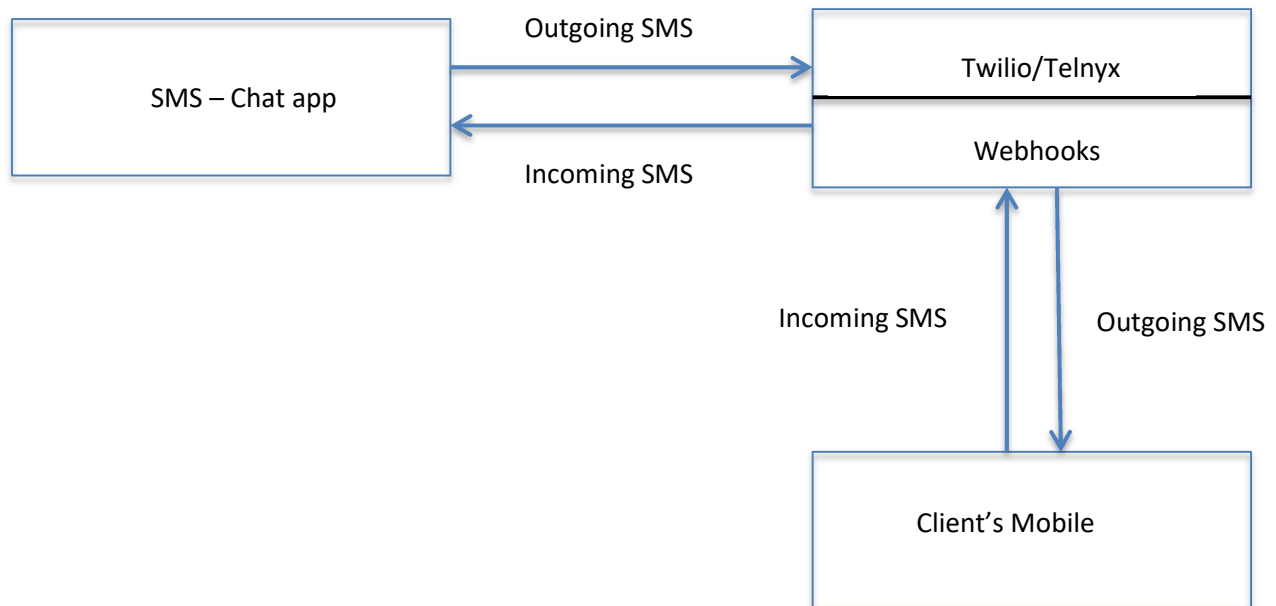 Outgoing SMS
Twilio/Telnyx
SMS – Chat app
Webhooks
Incoming SMS
Incoming SMS
Outgoing SMS
Client’s Mobile